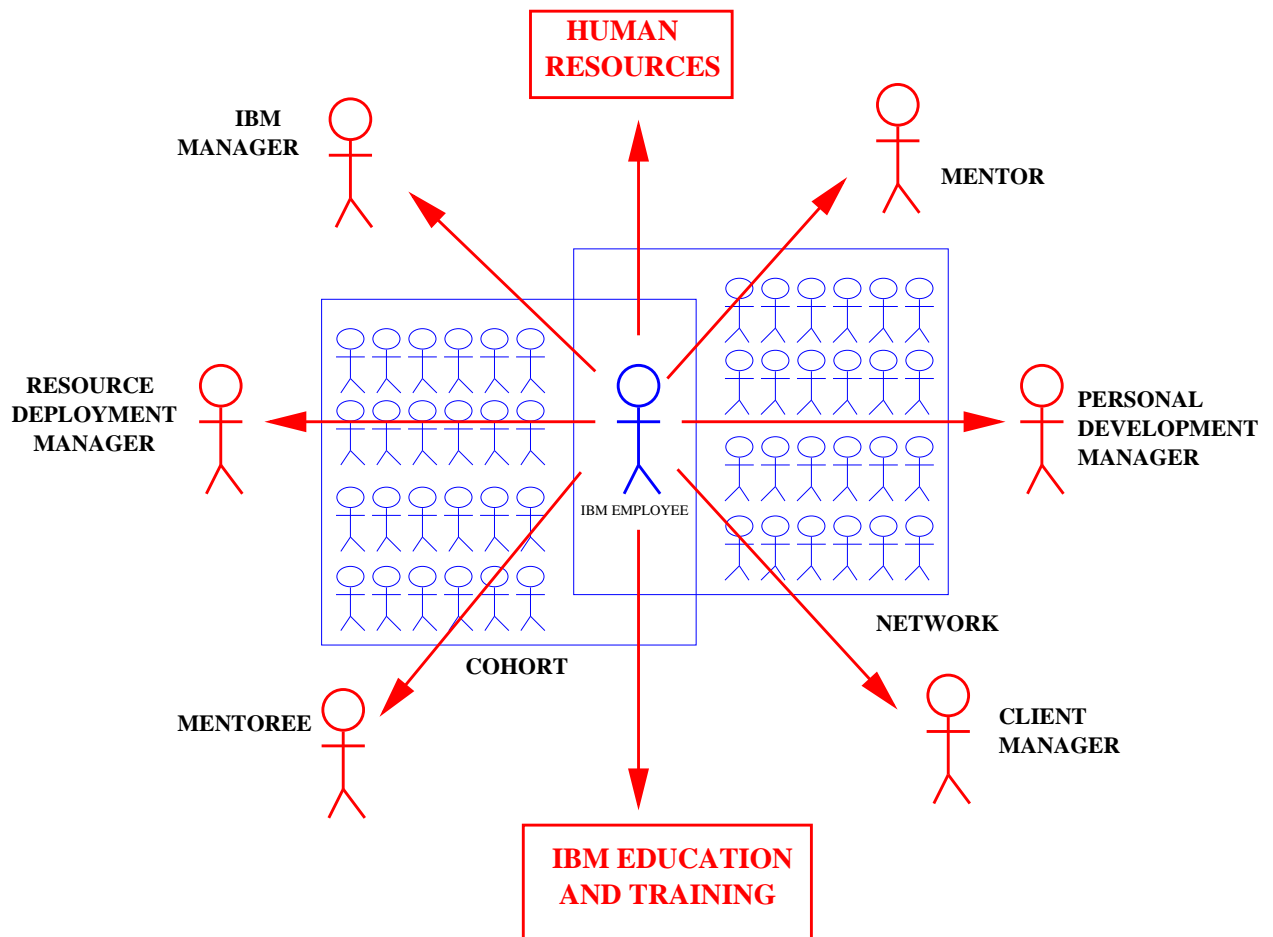 HUMAN
RESOURCES
IBM
MANAGER
MENTOR
RESOURCE
DEPLOYMENT
MANAGER
PERSONAL
DEVELOPMENT
MANAGER
IBM EMPLOYEE
NETWORK
COHORT
MENTOREE
CLIENT
MANAGER
IBM EDUCATION
AND TRAINING